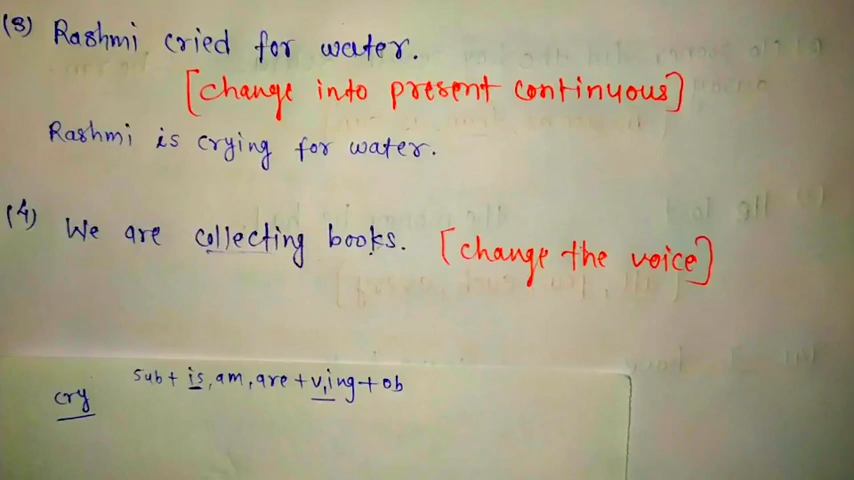 (3) Rashmi cried for water.
[change into present continuous]
Rashmi is crying for water.
(4) We are collecting books. [change the voice]
sub + is, am, are + v1ing + ob
cry